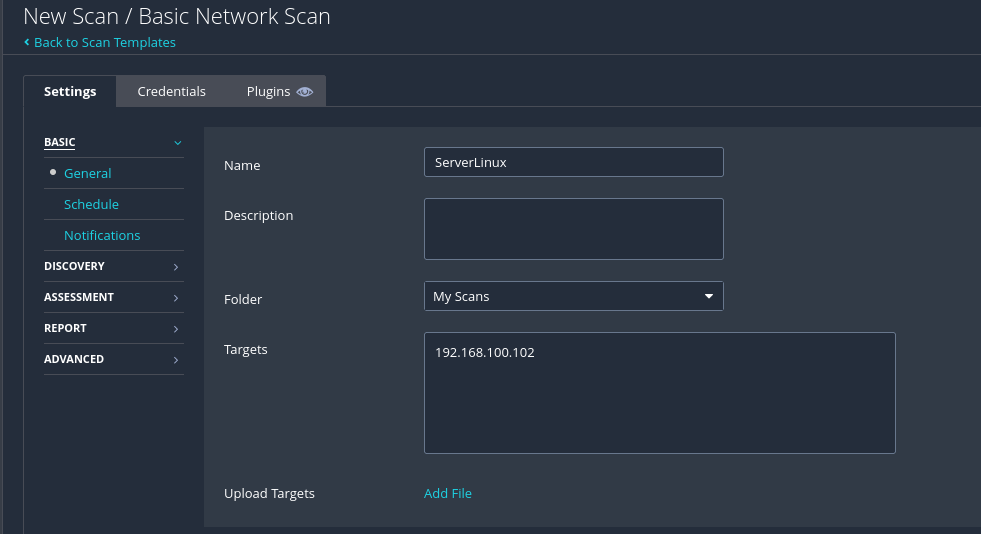 New Scan / Basic Network Scan
Back to Scan Templates
Settings Credentials Plugins
BASIC
General
Schedule
Notifications
DISCOVERY
ASSESSMENT
REPORT
ADVANCED
Name ServerLinux
Description
Folder My Scans
Targets 192.168.100.102
Upload Targets Add File